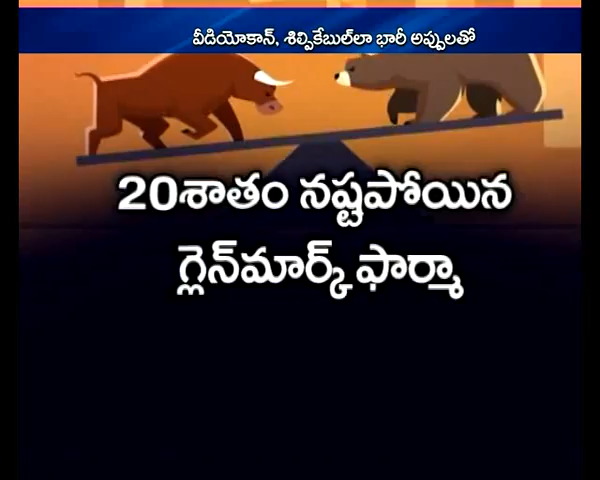 వీడియోకాన్, శిల్పికేబుల్‌లా భారీ అప్పులతో
20శాతం నష్టపోయిన
గ్లెన్‌మార్క్ ఫార్మా